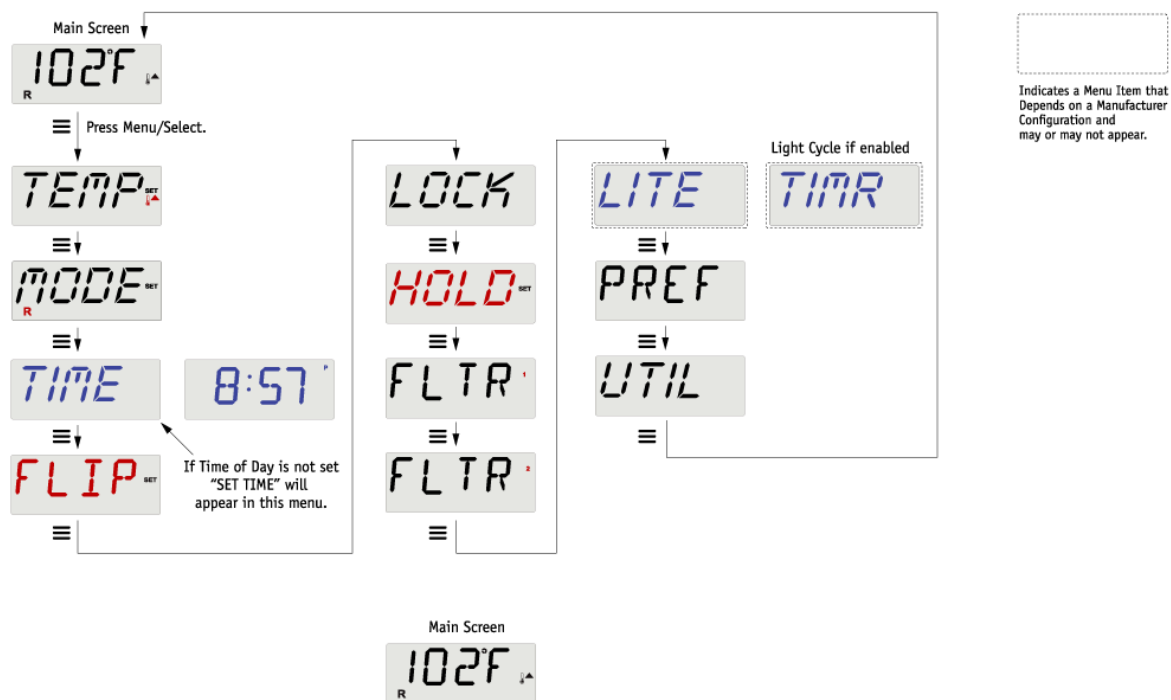 Main Screen
102°F
R
Press Menu/Select.
TEMP SET
MODE SET
R
TIME
8:57 P
If Time of Day is not set
"SET TIME" will
appear in this menu.
FLIP SET
LOCK
HOLD SET
FLTR 1
FLTR 2
Light Cycle if enabled
LITE
TIMR
PREF
UTIL
Indicates a Menu Item that
Depends on a Manufacturer
Configuration and
may or may not appear.
Main Screen
102°F
R